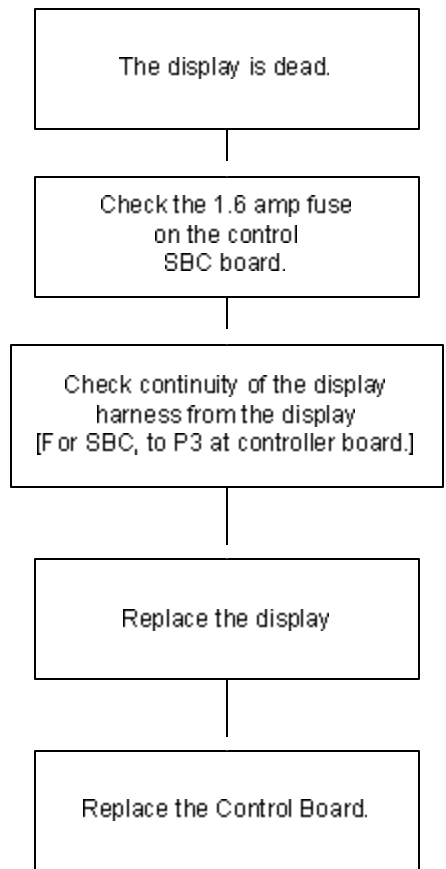 The display is dead.
Check the 1.6 amp fuse
on the control
SBC board.
Check continuity of the display
harness from the display
[For SBC, to P3 at controller board.]
Replace the display
Replace the Control Board.